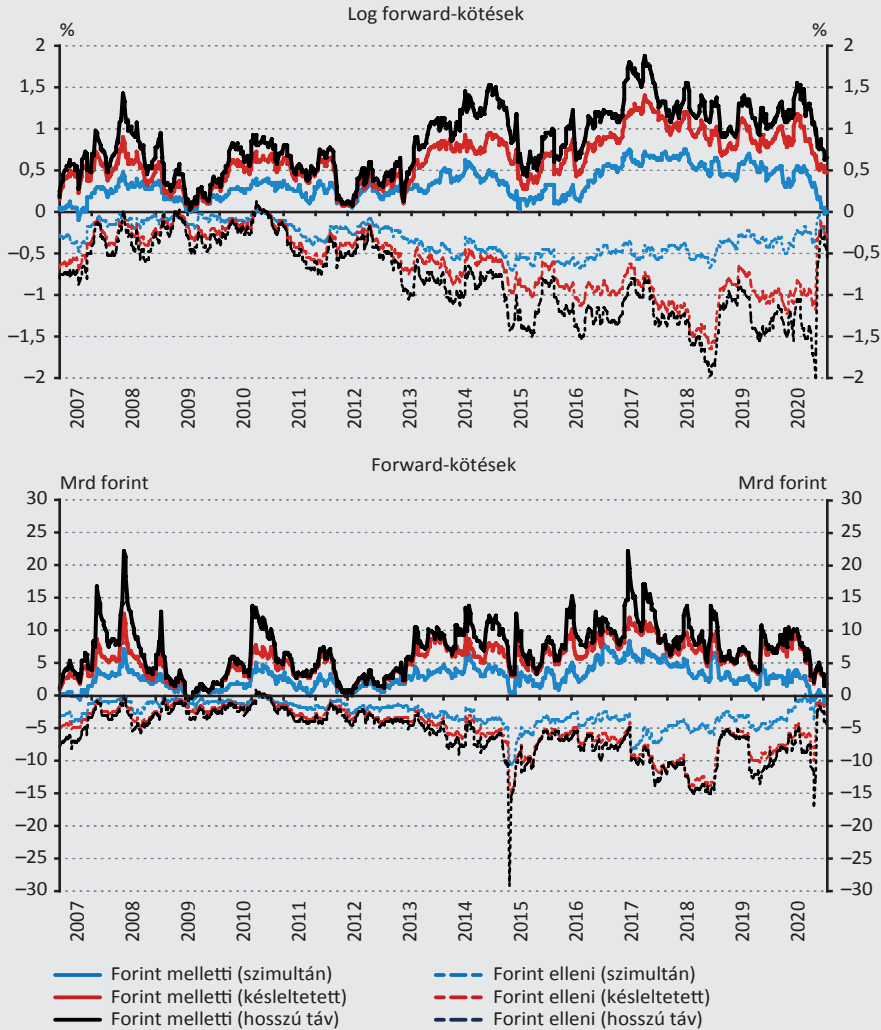 Log forward-kötések
% %
2 2
1,5 1,5
1 1
0,5 0,5
0 0
–0,5 –0,5
–1 –1
–1,5 –1,5
–2 –2
2007 2008 2009 2010 2011 2012 2013 2014 2015 2016 2017 2018 2019 2020
Forward-kötések
Mrd forint Mrd forint
30 30
25 25
20 20
15 15
10 10
5 5
0 0
–5 –5
–10 –10
–15 –15
–20 –20
–25 –25
–30 –30
2007 2008 2009 2010 2011 2012 2013 2014 2015 2016 2017 2018 2019 2020
Forint melletti (szimultán) Forint elleni (szimultán)
Forint melletti (késleltetett) Forint elleni (késleltetett)
Forint melletti (hosszú táv) Forint elleni (hosszú táv)